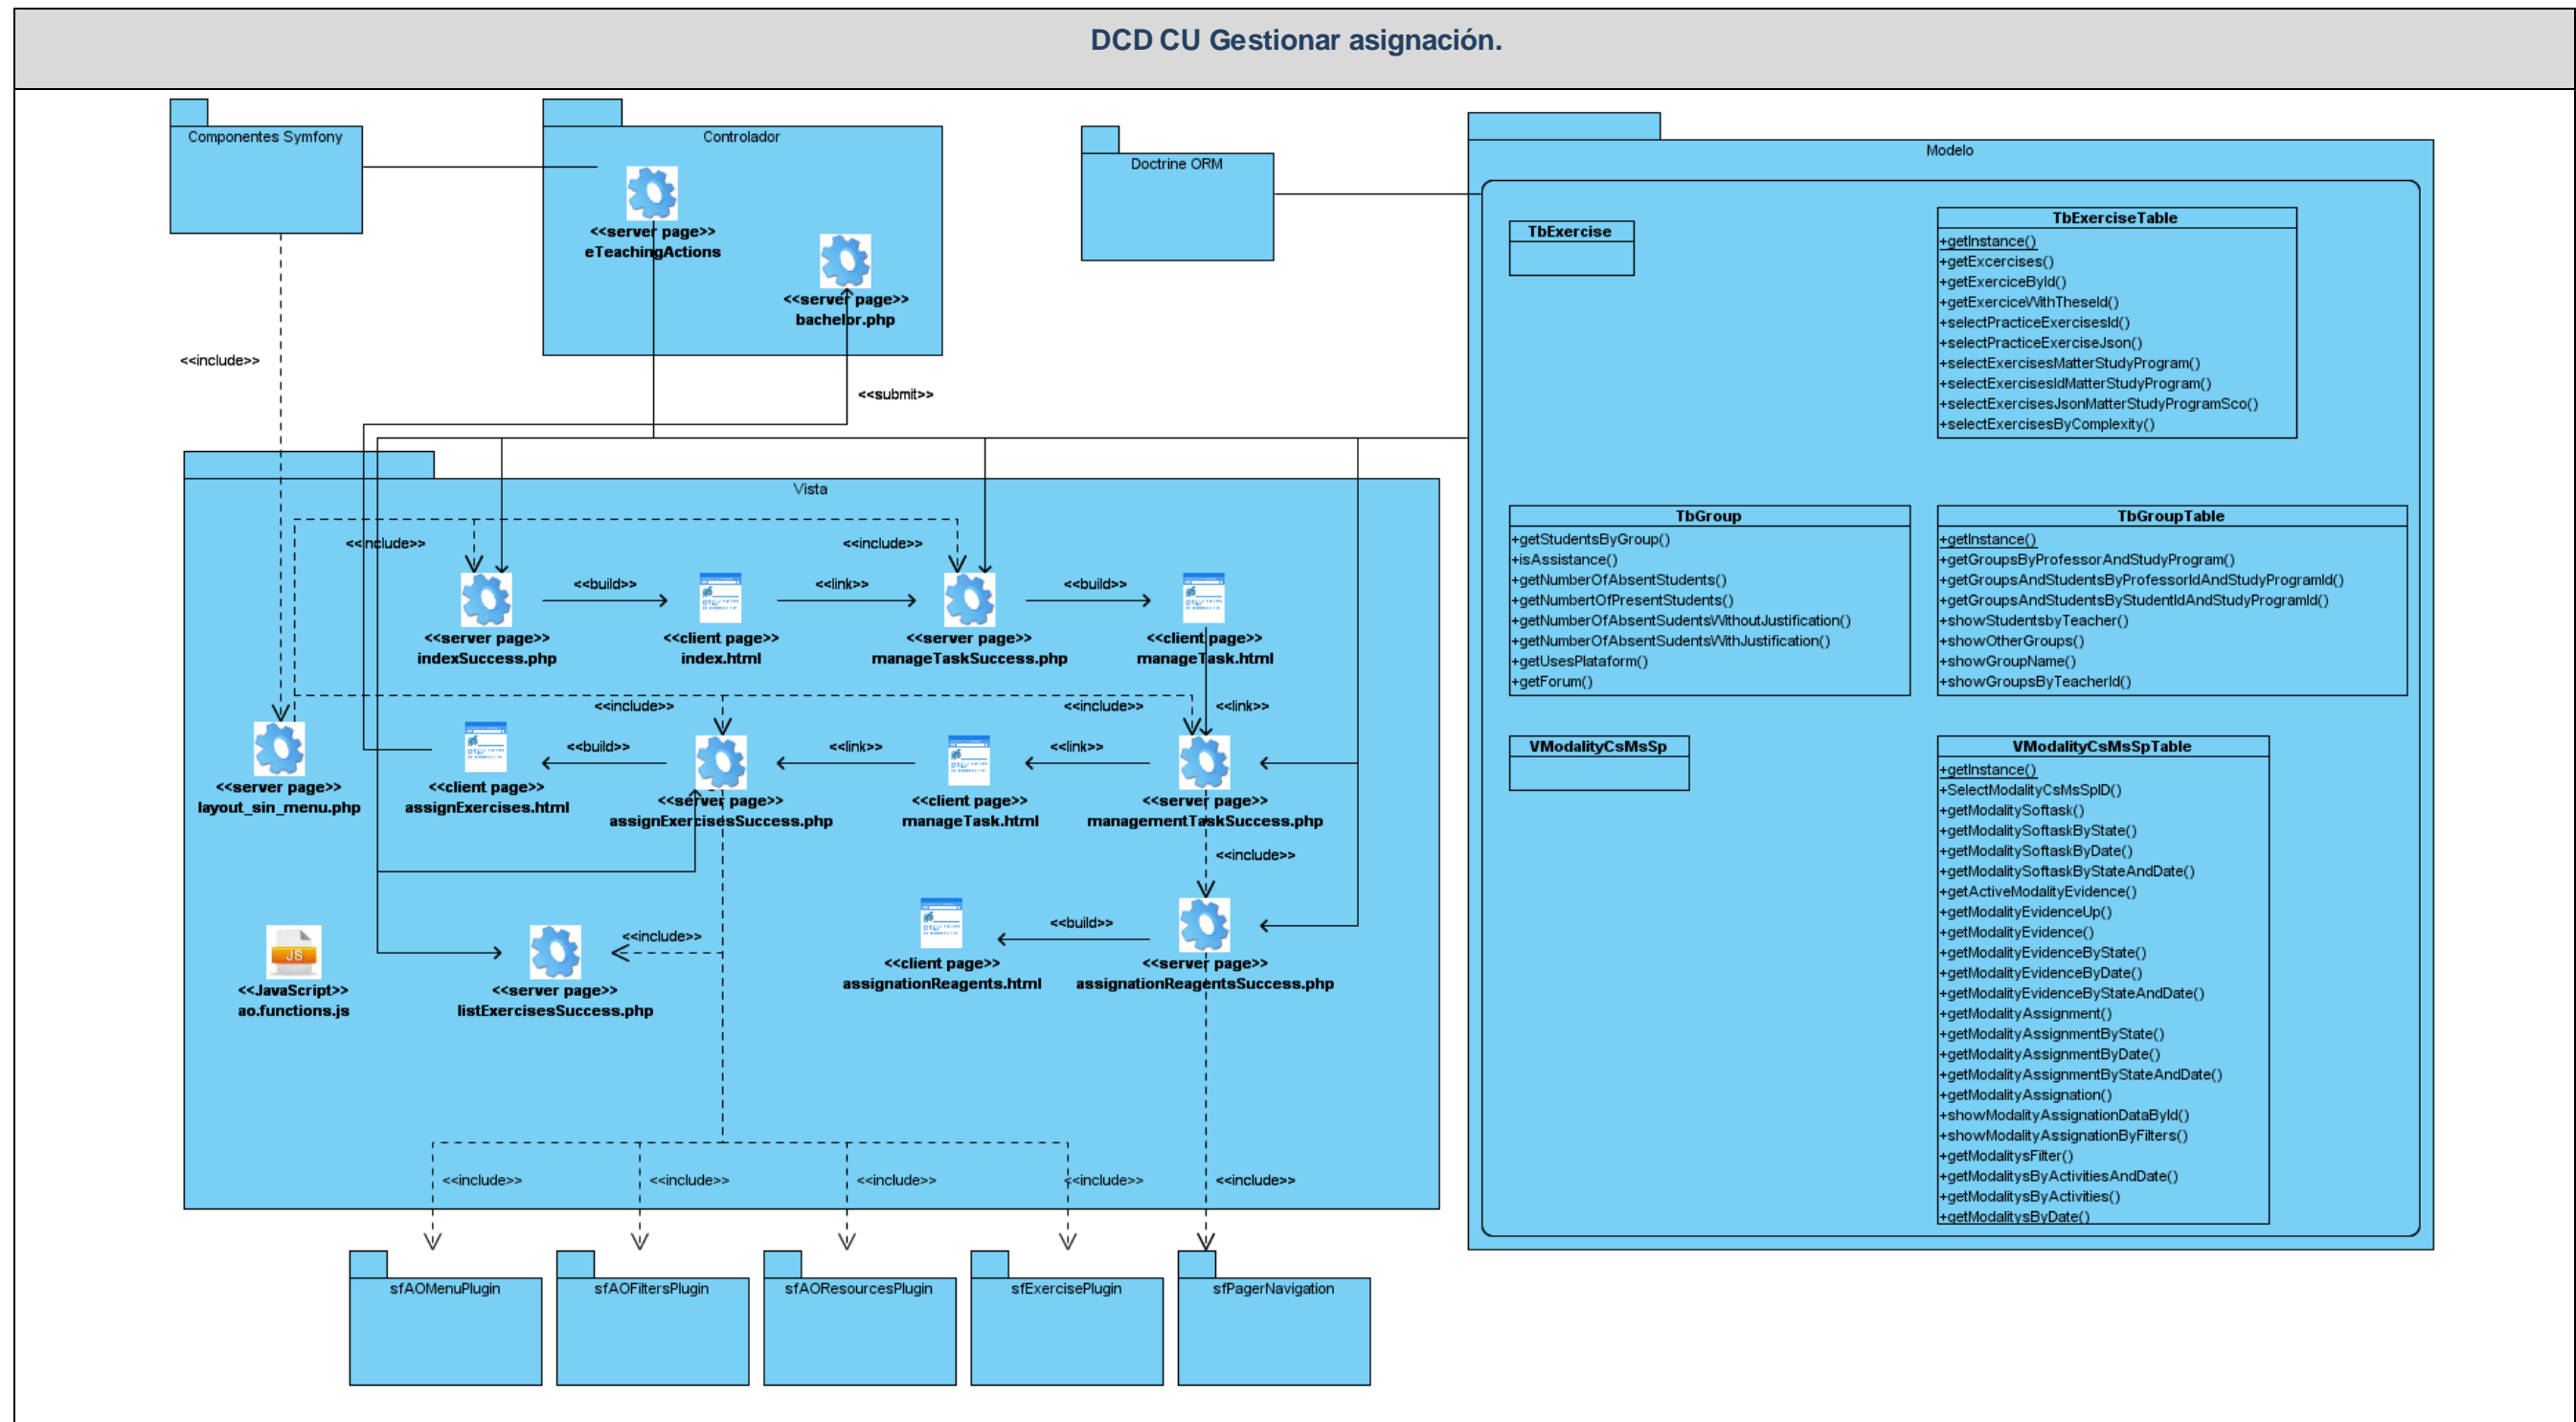 DCD CU Gestionar asignación.
Componentes Symfony
Controlador
<<server page>>
eTeachingActions
<<server page>>
bachelor.php
Doctrine ORM
<<include>>
<<submit>>
Vista
<<include>>
<<include>>
<<build>>
<<link>>
<<build>>
<<server page>>
indexSuccess.php
<<client page>>
index.html
<<server page>>
manageTaskSuccess.php
<<client page>>
manageTask.html
<<include>>
<<include>>
<<link>>
<<build>>
<<link>>
<<link>>
<<server page>>
layout_sin_menu.php
<<client page>>
assignExercises.html
<<server page>>
assignExercisesSuccess.php
<<client page>>
manageTask.html
<<server page>>
managementTaskSuccess.php
<<include>>
<<include>>
<<build>>
JS
<<JavaScript>>
ao.functions.js
<<server page>>
listExercisesSuccess.php
<<client page>>
assignationReagents.html
<<server page>>
assignationReagentsSuccess.php
<<include>>
<<include>>
<<include>>
<<include>>
<<include>>
sfAOMenuPlugin
sfAOFiltersPlugin
sfAOResourcesPlugin
sfExercisePlugin
sfPagerNavigation
Modelo
TbExercise
TbExerciseTable
+getInstance()
+getExcercises()
+getExerciceById()
+getExerciceWithTheseId()
+selectPracticeExercisesId()
+selectPracticeExerciseJson()
+selectExercisesMatterStudyProgram()
+selectExercisesIdMatterStudyProgram()
+selectExercisesJsonMatterStudyProgramSco()
+selectExercisesByComplexity()
TbGroup
+getStudentsByGroup()
+isAssistance()
+getNumberOfAbsentStudents()
+getNumbertOfPresentStudents()
+getNumberOfAbsentSudentsWithoutJustification()
+getNumberOfAbsentSudentsWithJustification()
+getUsesPlataform()
+getForum()
TbGroupTable
+getInstance()
+getGroupsByProfessorAndStudyProgram()
+getGroupsAndStudentsByProfessorIdAndStudyProgramId()
+getGroupsAndStudentsByStudentIdAndStudyProgramId()
+showStudentsbyTeacher()
+showOtherGroups()
+showGroupName()
+showGroupsByTeacherId()
VModalityCsMsSp
VModalityCsMsSpTable
+getInstance()
+SelectModalityCsMsSpID()
+getModalitySoftask()
+getModalitySoftaskByState()
+getModalitySoftaskByDate()
+getModalitySoftaskByStateAndDate()
+getActiveModalityEvidence()
+getModalityEvidenceUp()
+getModalityEvidence()
+getModalityEvidenceByState()
+getModalityEvidenceByDate()
+getModalityEvidenceByStateAndDate()
+getModalityAssignment()
+getModalityAssignmentByState()
+getModalityAssignmentByDate()
+getModalityAssignmentByStateAndDate()
+getModalityAssignation()
+showModalityAssignationDataById()
+showModalityAssignationByFilters()
+getModalitysFilter()
+getModalitysByActivitiesAndDate()
+getModalitysByActivities()
+getModalitysByDate()